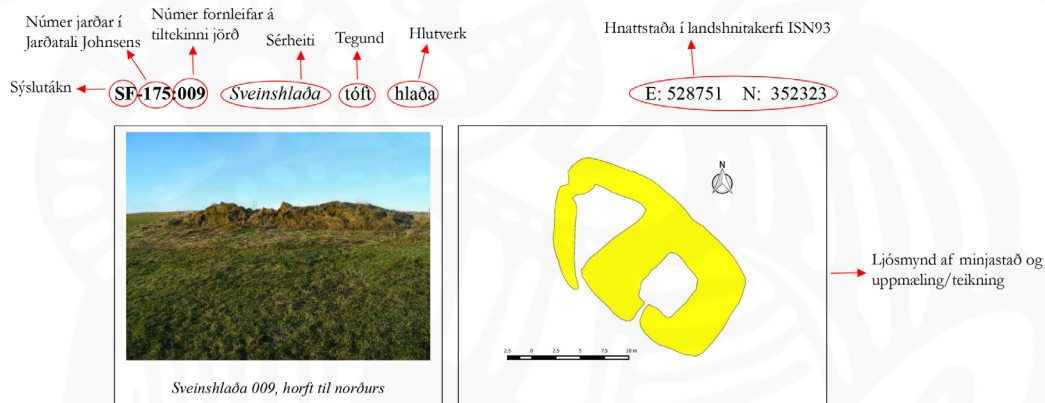 Númer jarðar í
Jarðatali Johnsens
Númer fornleifar á
tiltekinni jörð
Sérheiti
Tegund
Hlutverk
Hnattstaða í landshnitakerfi ISN93
Sýslutákn
SF-175:009 Sveinshlaða tóft hlaða E: 528751 N: 352323
N
Ljósmynd af minjastað og
uppmæling/teikning
2.5 0 2.5 5 7.5 10 m
Sveinshlaða 009, horft til norðurs